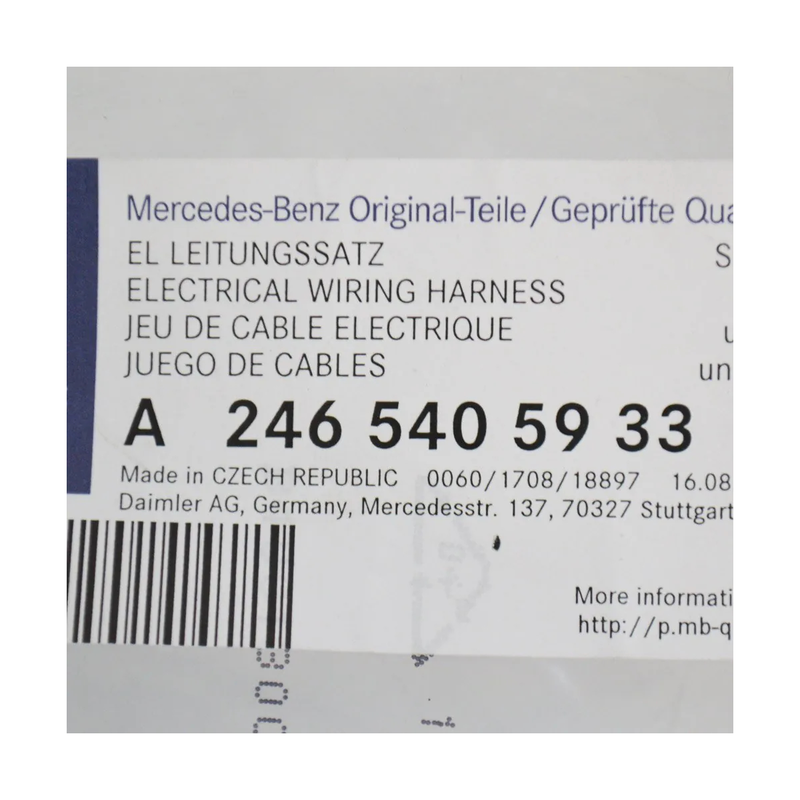 Mercedes-Benz Original-Teile/Geprüfte Qua
EL LEITUNGSSATZ S
ELECTRICAL WIRING HARNESS
JEU DE CABLE ELECTRIQUE u
JUEGO DE CABLES un
A 246 540 59 33
Made in CZECH REPUBLIC 0060/1708/18897 16.08
Daimler AG, Germany, Mercedesstr. 137, 70327 Stuttgart
More informati
http://p.mb-q